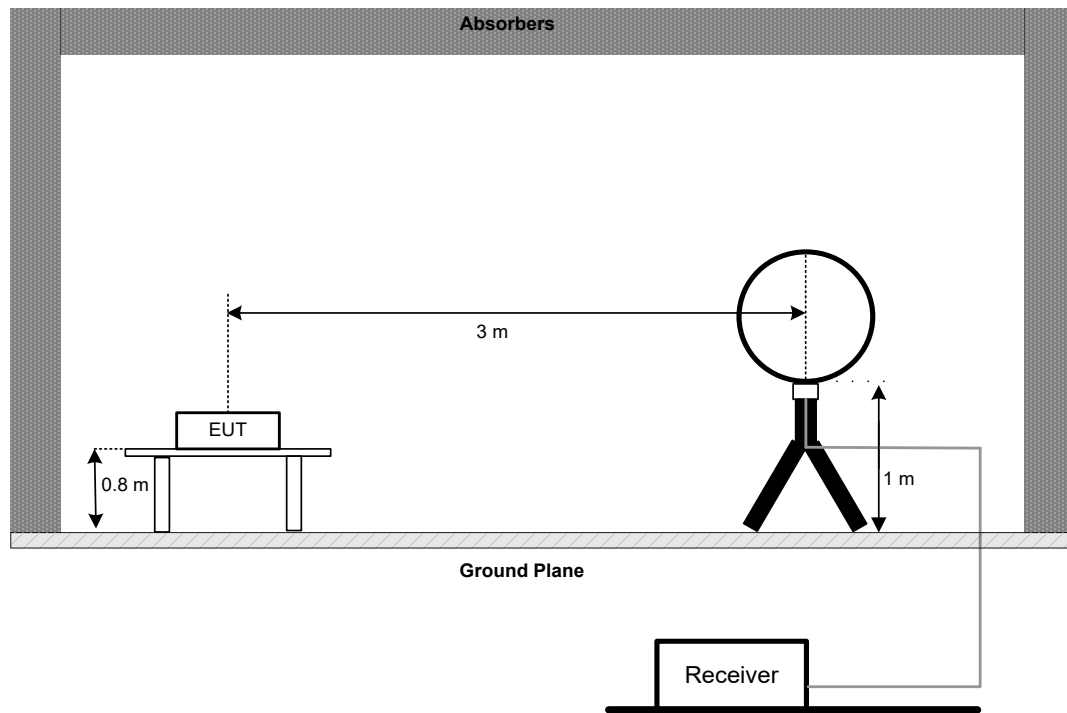 Absorbers
3 m
EUT
0.8 m
1 m
Ground Plane
Receiver